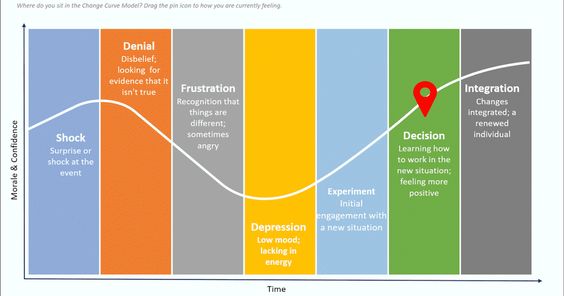 Where do you sit in the Change Curve Model? Drag the pin icon to how you are currently feeling.
Morale & Confidence
Shock
Surprise or
shock at the
event
Denial
Disbelief;
looking for
evidence that it
isn't true
Frustration
Recognition that
things are
different;
sometimes
angry
Depression
Low mood;
lacking in
energy
Experiment
Initial
engagement with
a new situation
Decision
Learning how
to work in the
new situation;
feeling more
positive
Integration
Changes
integrated; a
renewed
individual
Time